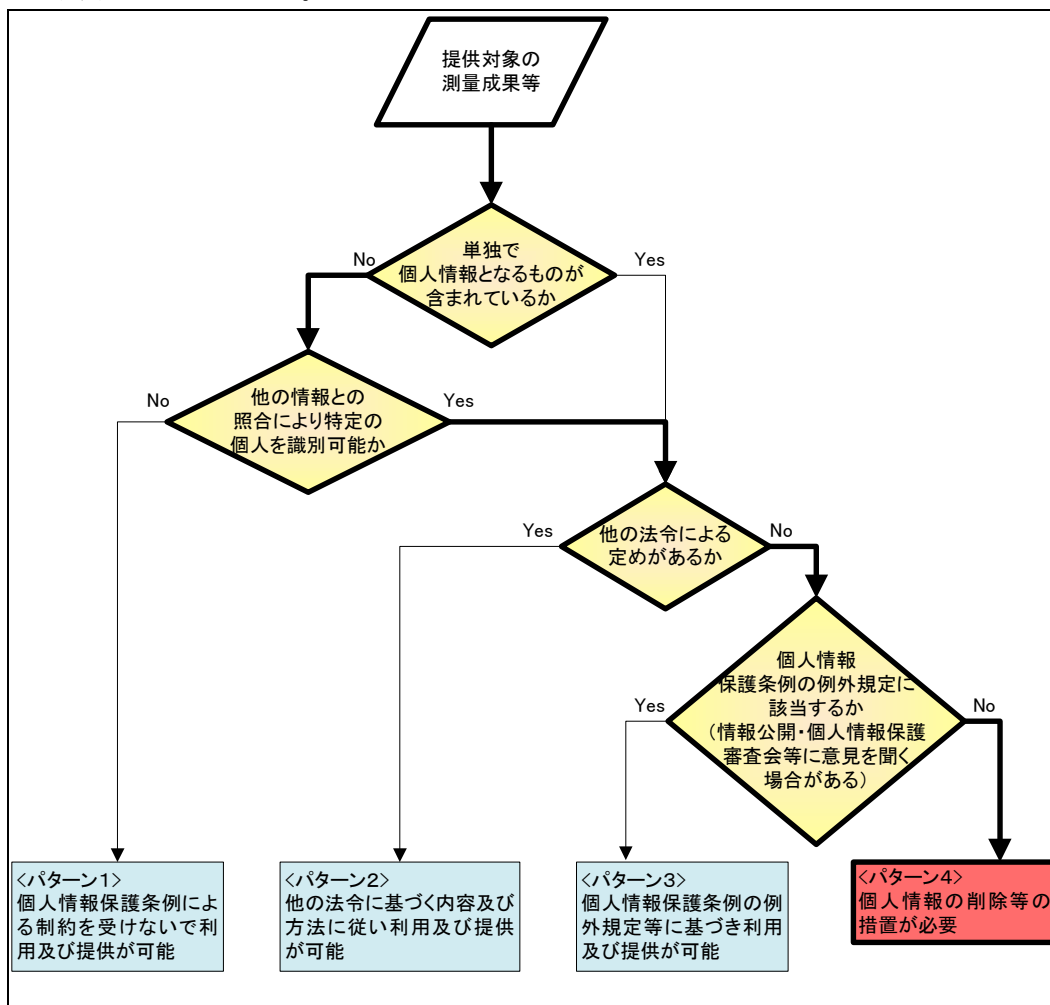 提供対象の
測量成果等
単独で
個人情報となるものが
含まれているか
No
Yes
他の情報との
照合により特定の
個人を識別可能か
No
Yes
他の法令による
定めがあるか
Yes
No
個人情報
保護条例の例外規定に
該当するか
（情報公開・個人情報保護
審査会等に意見を聞く
場合がある）
Yes
No
<パターン１>
個人情報保護条例によ
る制約を受けないで利
用及び提供が可能
<パターン２>
他の法令に基づく内容及び
方法に従い利用及び提供
が可能
<パターン３>
個人情報保護条例の例
外規定等に基づき利用
及び提供が可能
<パターン４>
個人情報の削除等の
措置が必要